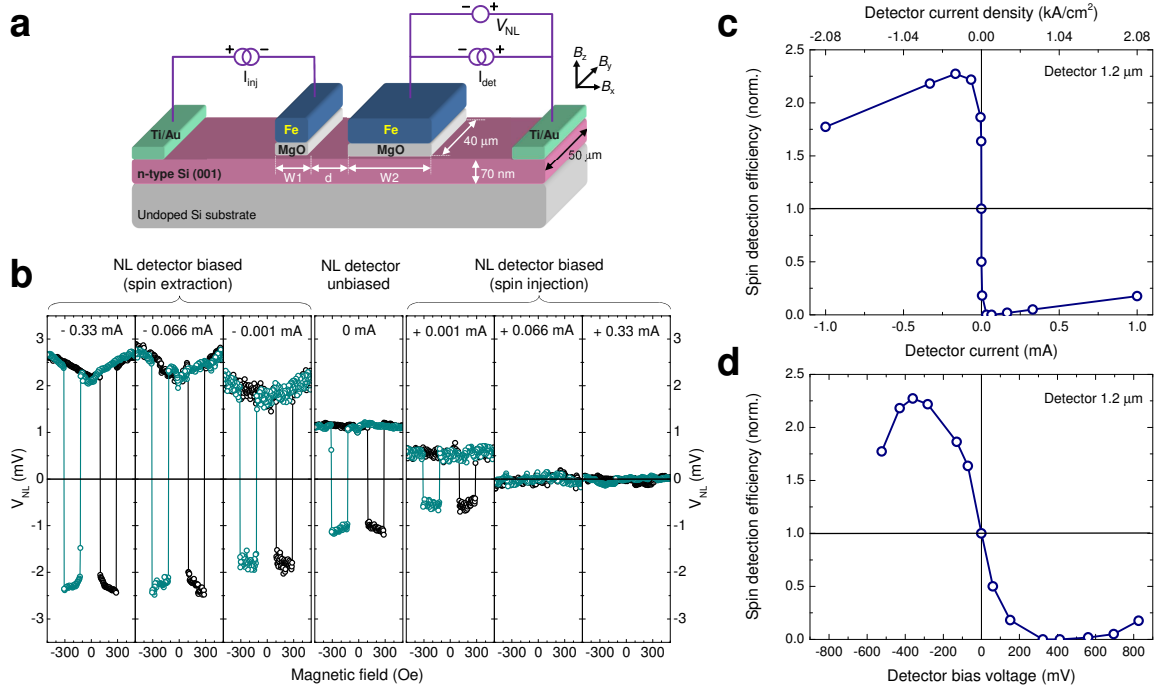 a
+ -
I_inj
- +
V_NL
- +
I_det
B_z
B_y
B_x
Ti/Au
Fe
MgO
Fe
MgO
40 µm
Ti/Au
50 µm
n-type Si (001)
W1
d
W2
70 nm
Undoped Si substrate
b
NL detector biased
(spin extraction)
NL detector
unbiased
NL detector biased
(spin injection)
- 0.33 mA
- 0.066 mA
- 0.001 mA
0 mA
+ 0.001 mA
+ 0.066 mA
+ 0.33 mA
3
2
1
0
-1
-2
-3
V_NL (mV)
3
2
1
0
-1
-2
-3
V_NL (mV)
-300 0 300
-300 0 300
-300 0 300
-300 0 300
-300 0 300
-300 0 300
-300 0 300
Magnetic field (Oe)
c
Detector current density (kA/cm²)
-2.08 -1.04 0.00 1.04 2.08
Detector 1.2 µm
2.5
2.0
1.5
1.0
0.5
0.0
Spin detection efficiency (norm.)
-1.0 -0.5 0.0 0.5 1.0
Detector current (mA)
d
Detector 1.2 µm
2.5
2.0
1.5
1.0
0.5
0.0
Spin detection efficiency (norm.)
-800 -600 -400 -200 0 200 400 600 800
Detector bias voltage (mV)